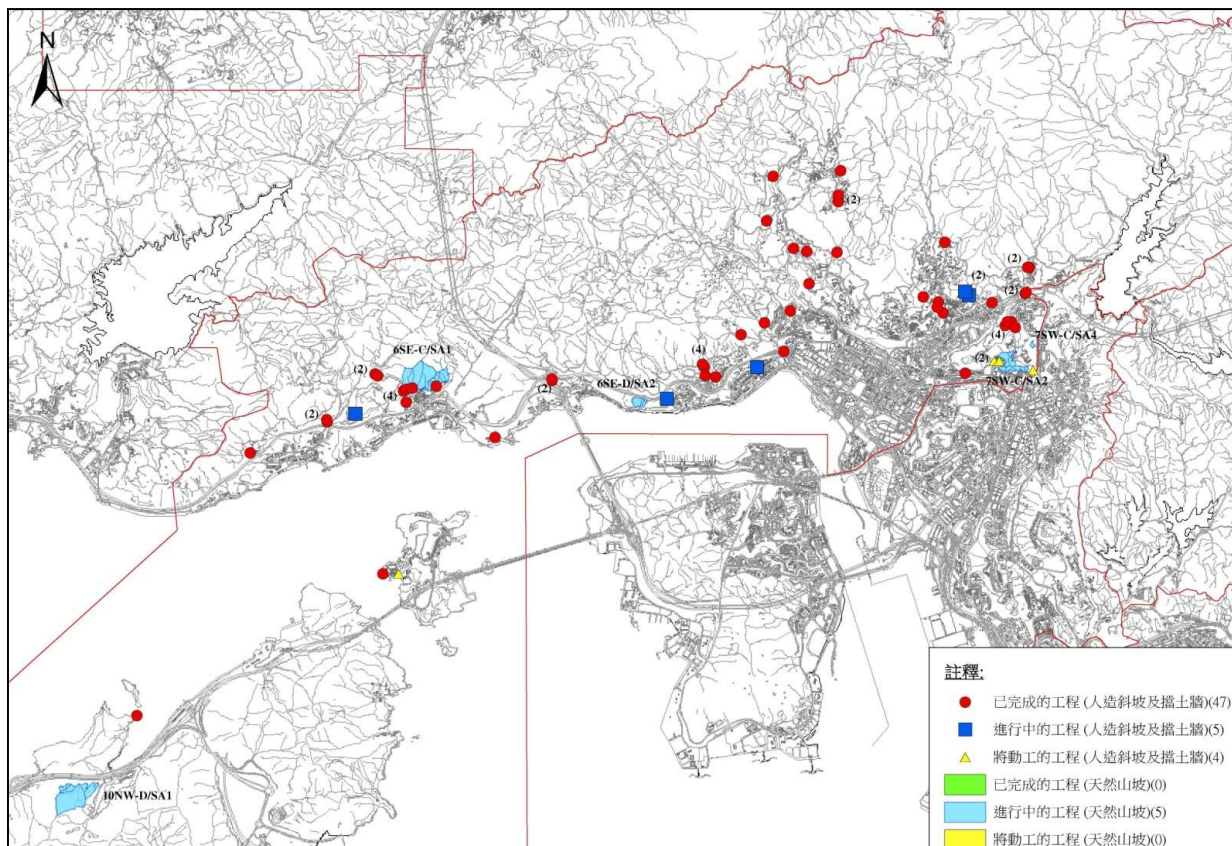 N
(2)
(2)
(2)
(2)
7SW-C/SA4
(4)
(4)
6SE-C/SA1
(2)
(2)
(2)
6SE-D/SA2
7SW-C/SA2
(4)
(2)
10NW-D/SA1
註釋:
已完成的工程 (人造斜坡及擋土牆)(47)
進行中的工程 (人造斜坡及擋土牆)(5)
將動工的工程 (人造斜坡及擋土牆)(4)
已完成的工程 (天然山坡)(0)
進行中的工程 (天然山坡)(5)
將動工的工程 (天然山坡)(0)